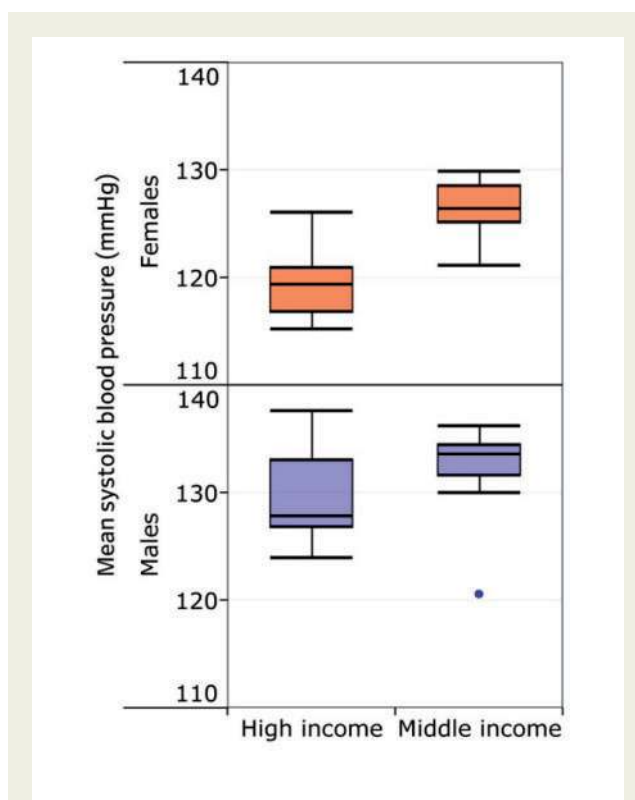 Mean systolic blood pressure (mmHg)
Females
140
130
120
110
Males
140
130
120
110
High income
Middle income